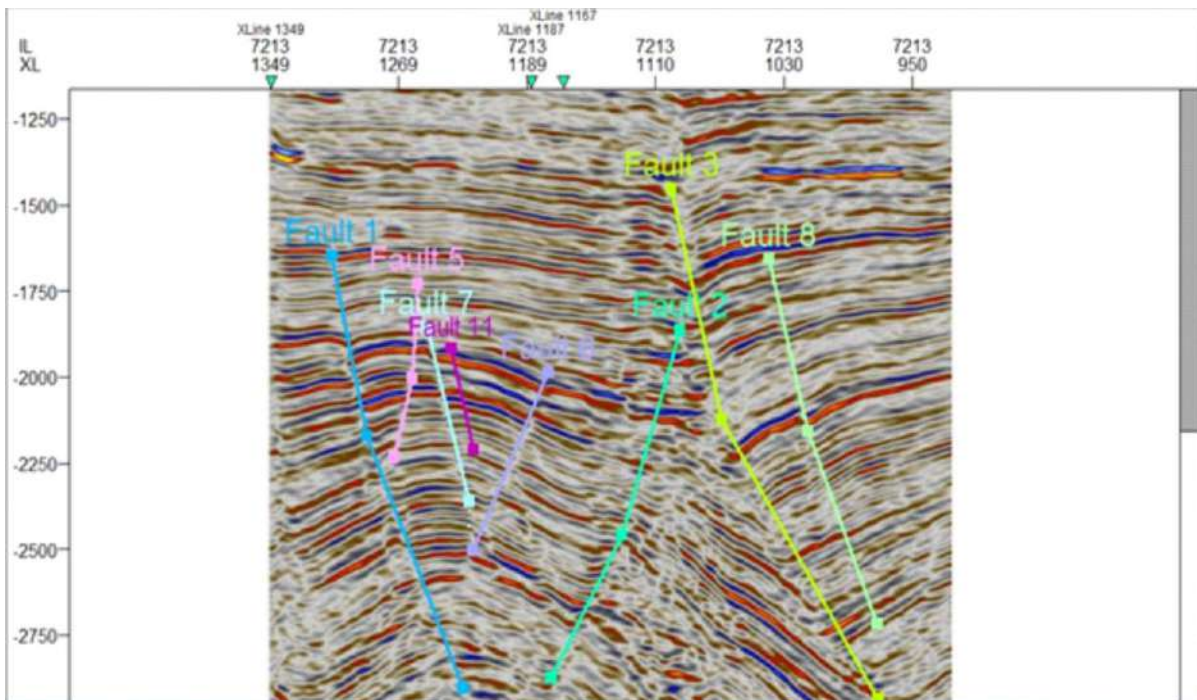 XLine 1167
XLine 1349 XLine 1187
IL 7213 7213 7213 7213 7213 7213
XL 1349 1269 1189 1110 1030 950
-1250
Fault 3
-1500
Fault 1 Fault 8
Fault 5
-1750
Fault 7 Fault 2
Fault 11
Fault
-2000
-2250
-2500
-2750